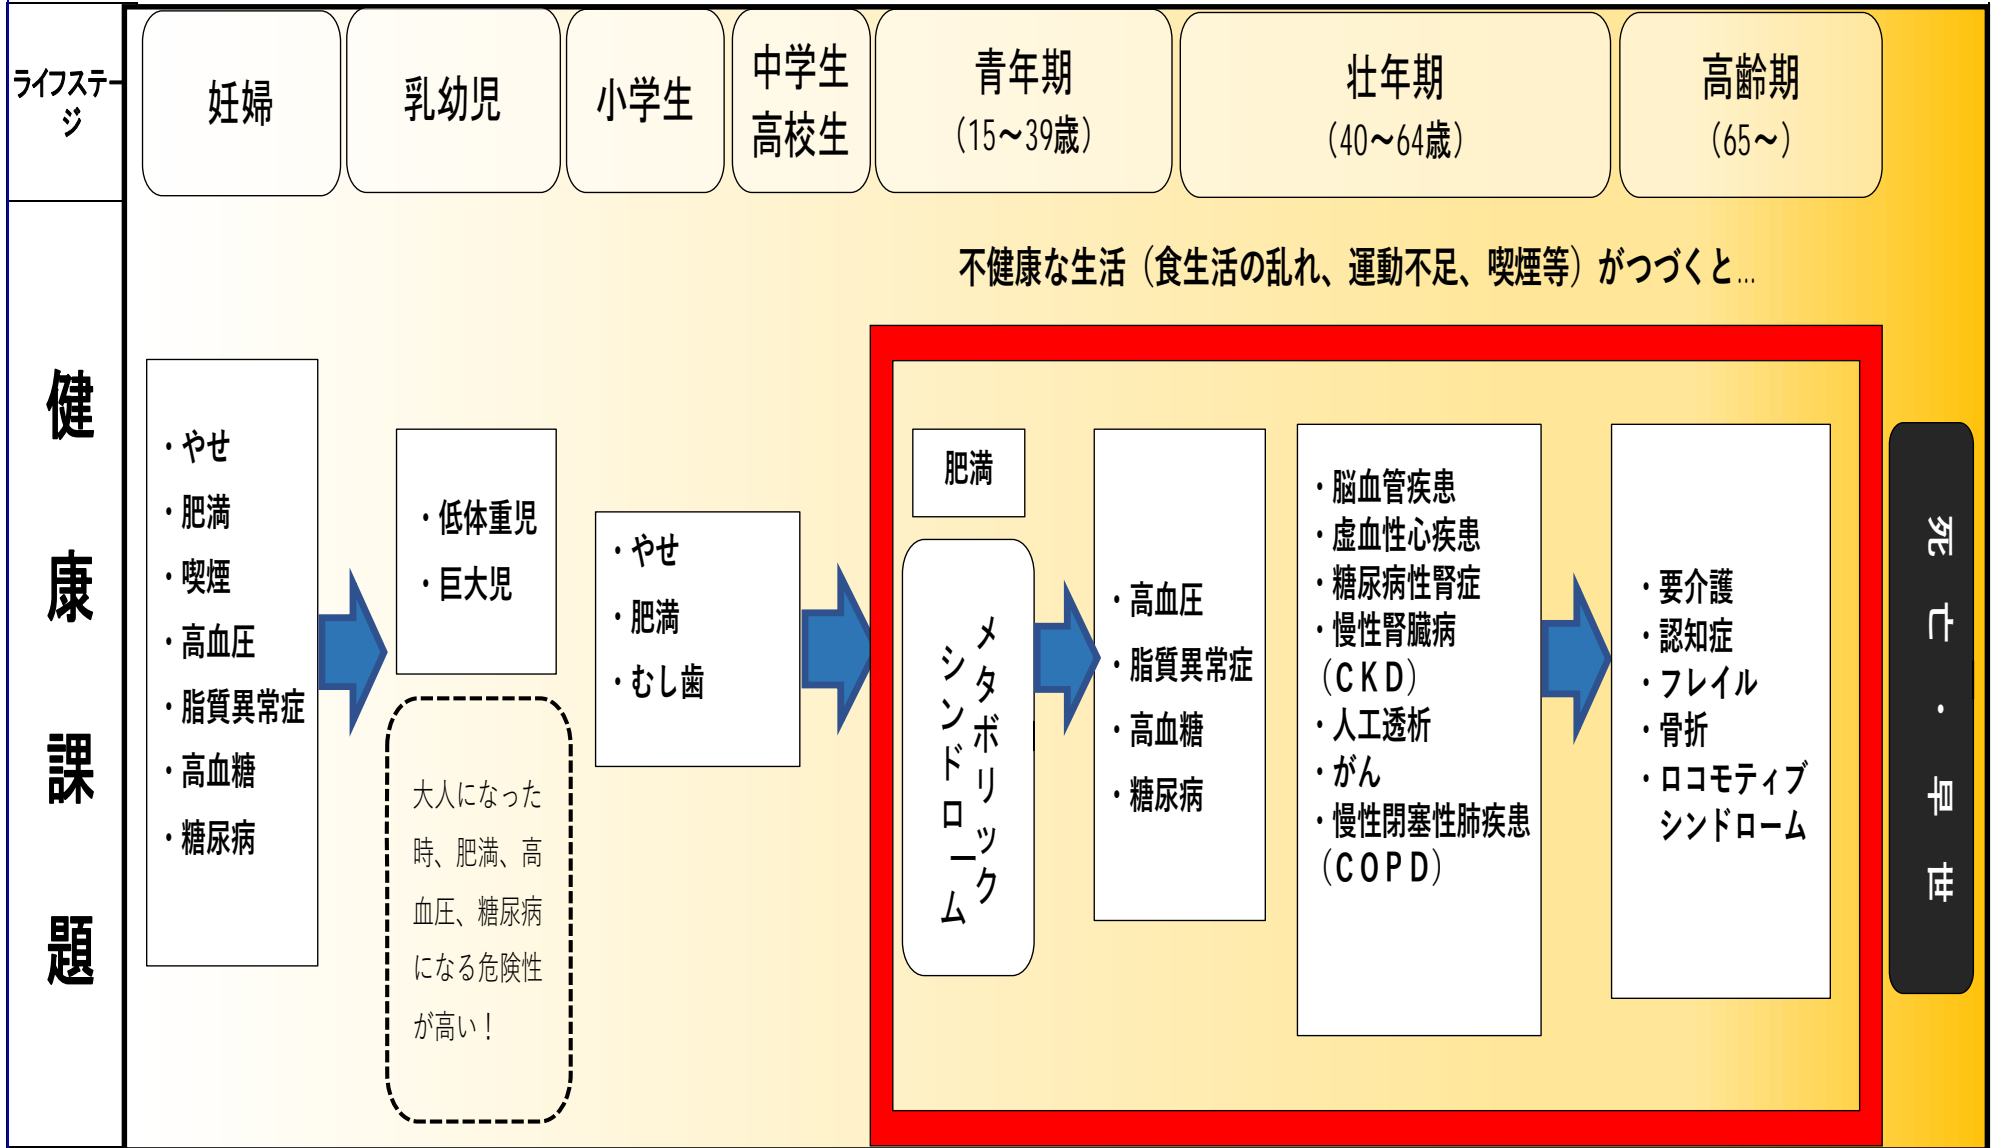 ライフステー
ジ
妊婦
乳幼児
小学生
中学生
高校生
青年期
（15～39歳）
壮年期
（40～64歳）
高齢期
（65～）
不健康な生活（食生活の乱れ、運動不足、喫煙等）がつづくと…
健康課題
・やせ
・肥満
・喫煙
・高血圧
・脂質異常症
・高血糖
・糖尿病
・低体重児
・巨大児
大人になった
時、肥満、高
血圧、糖尿病
になる危険性
が高い！
・やせ
・肥満
・むし歯
肥満
メタボリック
シンドローム
・高血圧
・脂質異常症
・高血糖
・糖尿病
・脳血管疾患
・虚血性心疾患
・糖尿病性腎症
・慢性腎臓病
（ＣＫＤ）
・人工透析
・がん
・慢性閉塞性肺疾患
（ＣＯＰＤ）
・要介護
・認知症
・フレイル
・骨折
・ロコモティブ
シンドローム
死亡・早世